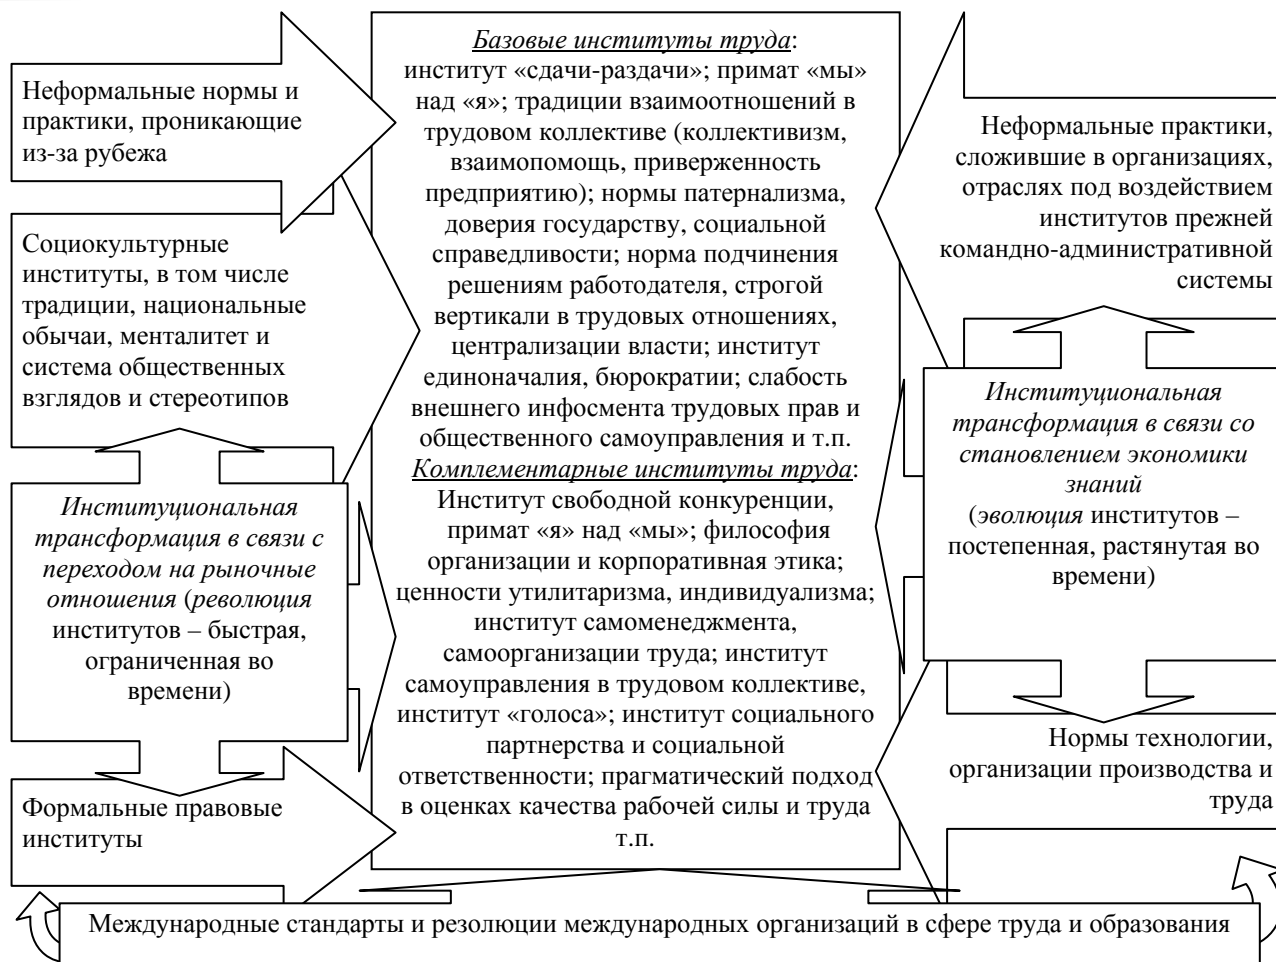 Неформальные нормы и
практики, проникающие
из-за рубежа
Социокультурные
институты, в том числе
традиции, национальные
обычаи, менталитет и
система общественных
взглядов и стереотипов
Институциональная
трансформация в связи с
переходом на рыночные
отношения (революция
институтов – быстрая,
ограниченная во
времени)
Формальные правовые
институты
Базовые институты труда:
институт «сдачи-раздачи»; примат «мы»
над «я»; традиции взаимоотношений в
трудовом коллективе (коллективизм,
взаимопомощь, приверженность
предприятию); нормы патернализма,
доверия государству, социальной
справедливости; норма подчинения
решениям работодателя, строгой
вертикали в трудовых отношениях,
централизации власти; институт
единоначалия, бюрократии; слабость
внешнего инфосмента трудовых прав и
общественного самоуправления и т.п.
Комплементарные институты труда:
Институт свободной конкуренции,
примат «я» над «мы»; философия
организации и корпоративная этика;
ценности утилитаризма, индивидуализма;
институт самоменеджмента,
самоорганизации труда; институт
самоуправления в трудовом коллективе,
институт «голоса»; институт социального
партнерства и социальной
ответственности; прагматический подход
в оценках качества рабочей силы и труда
т.п.
Неформальные практики,
сложившие в организациях,
отраслях под воздействием
институтов прежней
командно-административной
системы
Институциональная
трансформация в связи со
становлением экономики
знаний
(эволюция институтов –
постепенная, растянутая во
времени)
Нормы технологии,
организации производства и
труда
Международные стандарты и резолюции международных организаций в сфере труда и образования